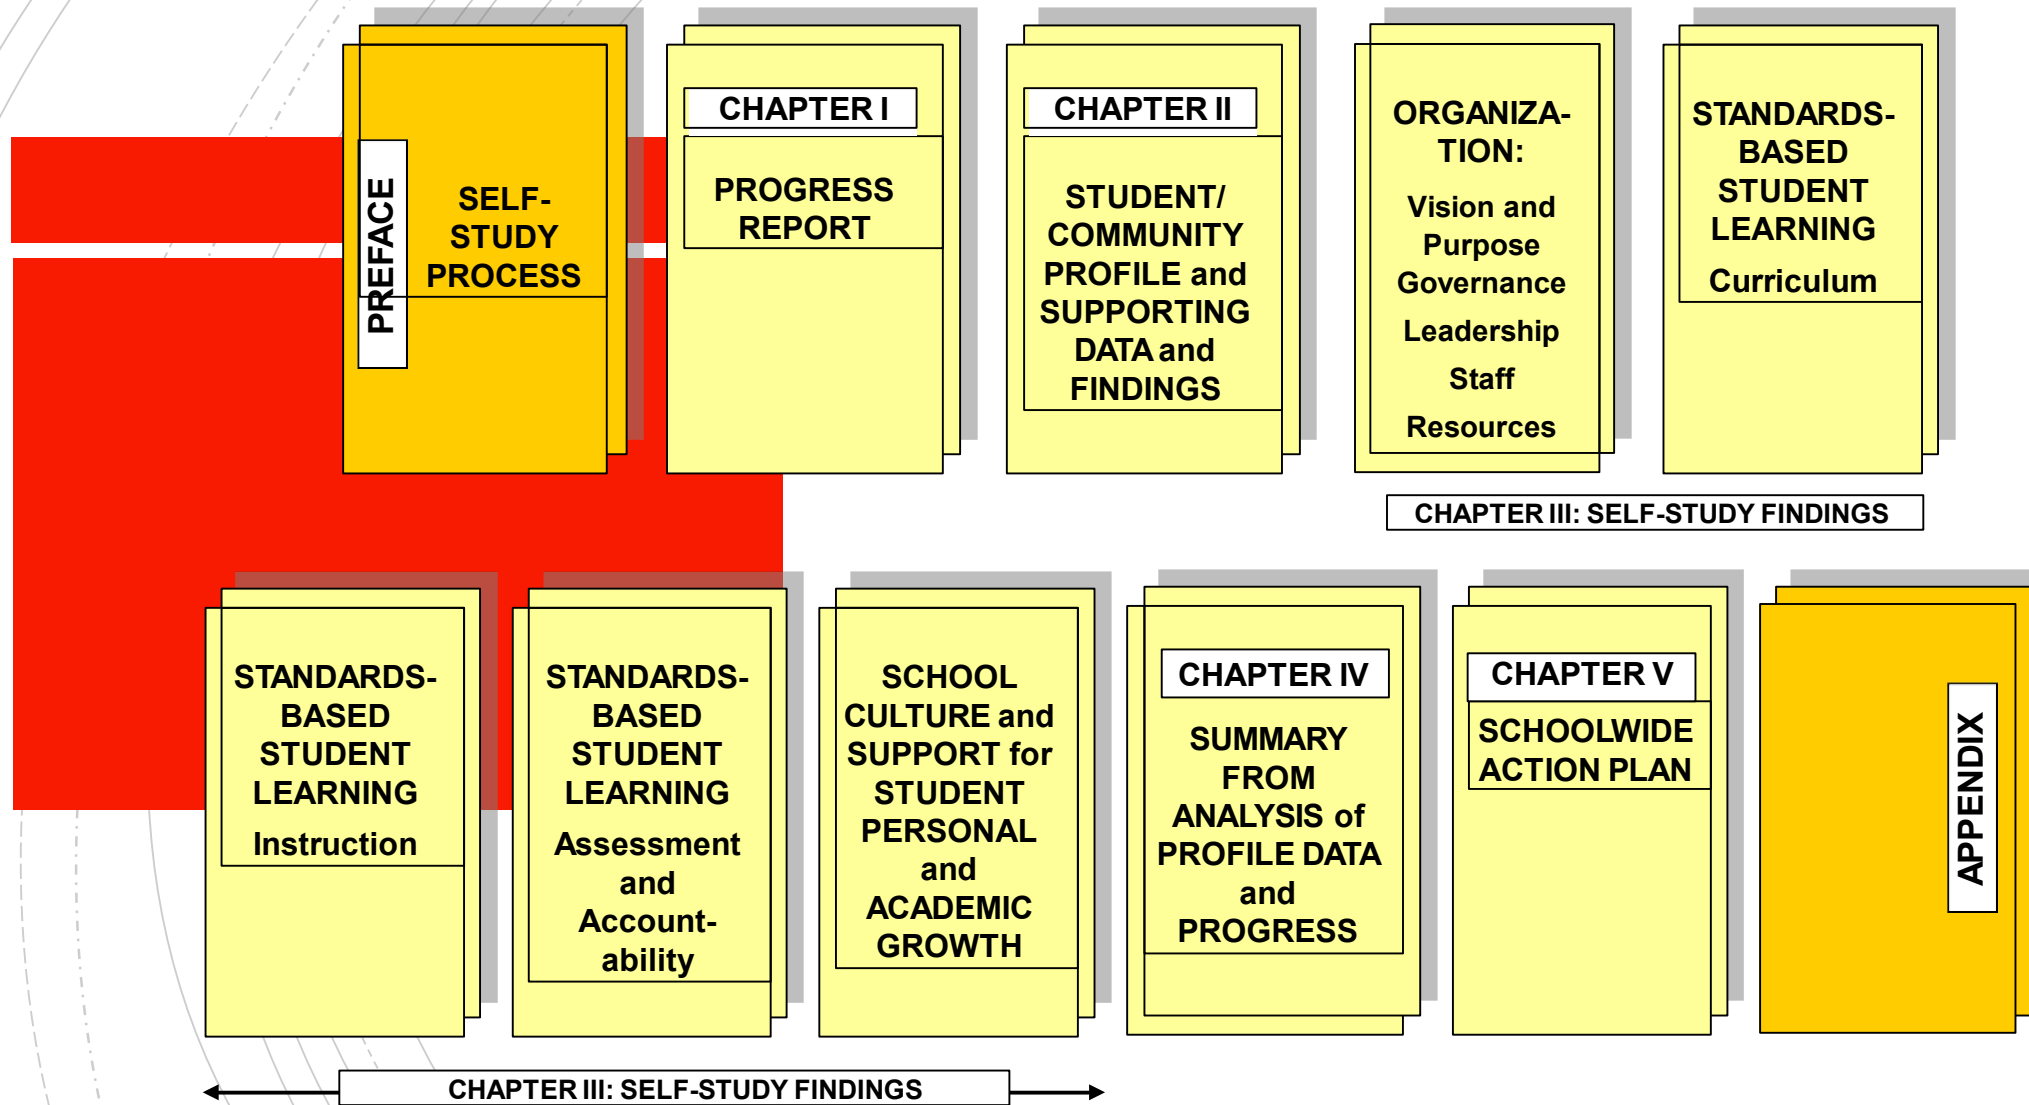 PREFACE
SELF-
STUDY
PROCESS
CHAPTER I
PROGRESS
REPORT
CHAPTER II
STUDENT/
COMMUNITY
PROFILE and
SUPPORTING
DATA and
FINDINGS
ORGANIZA-
TION:
Vision and
Purpose
Governance
Leadership
Staff
Resources
STANDARDS-
BASED
STUDENT
LEARNING
Curriculum
CHAPTER III: SELF-STUDY FINDINGS
STANDARDS-
BASED
STUDENT
LEARNING
Instruction
STANDARDS-
BASED
STUDENT
LEARNING
Assessment
and
Account-
ability
SCHOOL
CULTURE and
SUPPORT for
STUDENT
PERSONAL
and
ACADEMIC
GROWTH
CHAPTER IV
SUMMARY
FROM
ANALYSIS of
PROFILE DATA
and
PROGRESS
CHAPTER V
SCHOOLWIDE
ACTION PLAN
APPENDIX
CHAPTER III: SELF-STUDY FINDINGS